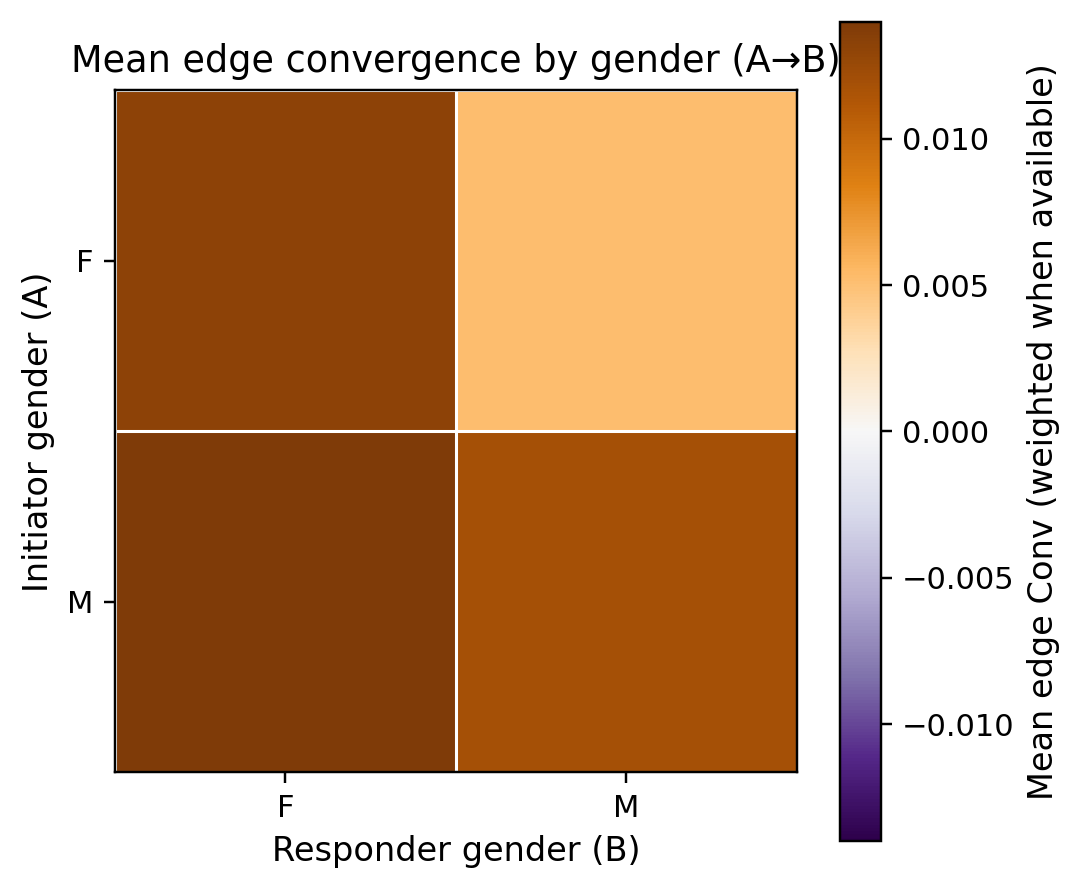 Mean edge convergence by gender (A→B)
Initiator gender (A)
F
M
F
M
Responder gender (B)
0.010
0.005
0.000
−0.005
−0.010
Mean edge Conv (weighted when available)